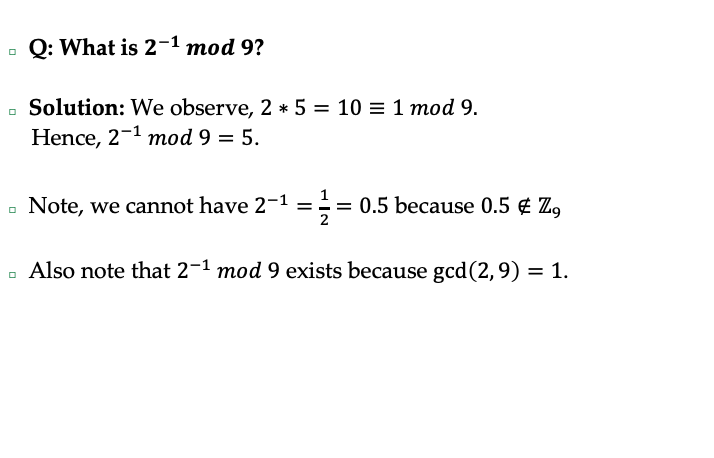 Q: What is 2⁻¹ mod 9?
Solution: We observe, 2 ∗ 5 = 10 ≡ 1 mod 9.
Hence, 2⁻¹ mod 9 = 5.
Note, we cannot have 2⁻¹ = 1/2 = 0.5 because 0.5 ∉ ℤ₉
Also note that 2⁻¹ mod 9 exists because gcd(2, 9) = 1.